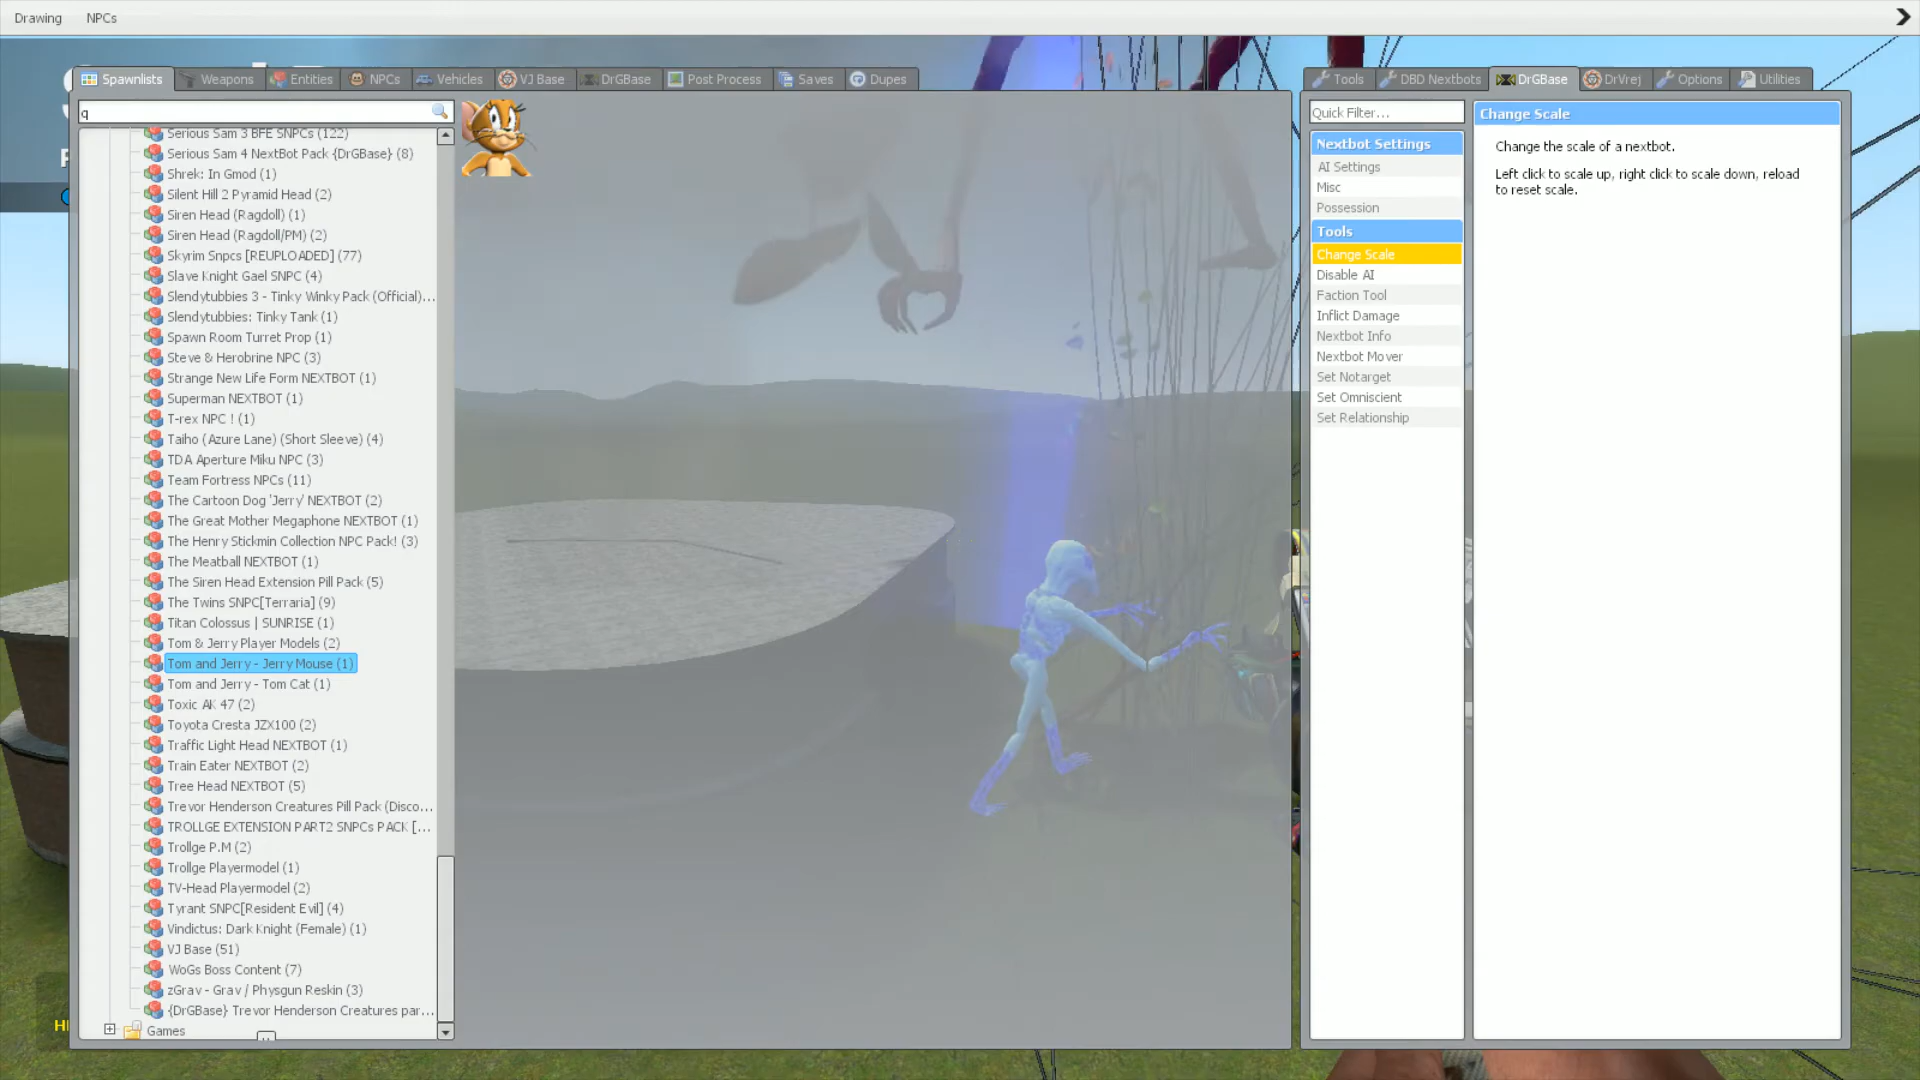 Drawing NPCs
Spawnlists Weapons Entities NPCs Vehicles VJ Base DrGBase Post Process Saves Dupes
Tools DBD Nextbots DrGBase DrVrej Options Utilities
q
Serious Sam 3 BFE SNPCs (122)
Serious Sam 4 NextBot Pack {DrGBase} (8)
Shrek: In Gmod (1)
Silent Hill 2 Pyramid Head (2)
Siren Head (Ragdoll) (1)
Siren Head (Ragdoll/PM) (2)
Skyrim Snpcs [REUPLOADED] (77)
Slave Knight Gael SNPC (4)
Slendytubbies 3 - Tinky Winky Pack (Official)...
Slendytubbies: Tinky Tank (1)
Spawn Room Turret Prop (1)
Steve & Herobrine NPC (3)
Strange New Life Form NEXTBOT (1)
Superman NEXTBOT (1)
T-rex NPC ! (1)
Taiho (Azure Lane) (Short Sleeve) (4)
TDA Aperture Miku NPC (3)
Team Fortress NPCs (11)
The Cartoon Dog 'Jerry' NEXTBOT (2)
The Great Mother Megaphone NEXTBOT (1)
The Henry Stickmin Collection NPC Pack! (3)
The Meatball NEXTBOT (1)
The Siren Head Extension Pill Pack (5)
The Twins SNPC[Terraria] (9)
Titan Colossus | SUNRISE (1)
Tom & Jerry Player Models (2)
Tom and Jerry - Jerry Mouse (1)
Tom and Jerry - Tom Cat (1)
Toxic AK 47 (2)
Toyota Cresta JZX100 (2)
Traffic Light Head NEXTBOT (1)
Train Eater NEXTBOT (2)
Tree Head NEXTBOT (5)
Trevor Henderson Creatures Pill Pack (Disco...
TROLLGE EXTENSION PART2 SNPCs PACK [...
Trollge P.M (2)
Trollge Playermodel (1)
TV-Head Playermodel (2)
Tyrant SNPC[Resident Evil] (4)
Vindictus: Dark Knight (Female) (1)
VJ Base (51)
WoGs Boss Content (7)
zGrav - Grav / Physgun Reskin (3)
{DrGBase} Trevor Henderson Creatures par...
Games
Quick Filter...
Nextbot Settings
AI Settings
Misc
Possession
Tools
Change Scale
Disable AI
Faction Tool
Inflict Damage
Nextbot Info
Nextbot Mover
Set Notarget
Set Omniscient
Set Relationship
Change Scale
Change the scale of a nextbot.
Left click to scale up, right click to scale down, reload
to reset scale.